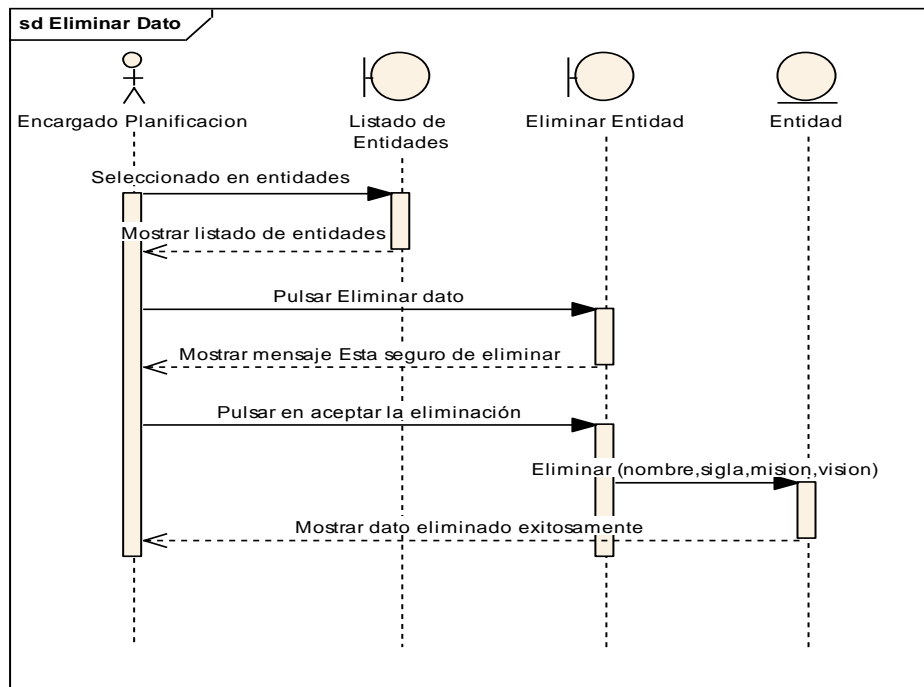 sd Eliminar Dato
Encargado Planificacion
Listado de
Entidades
Eliminar Entidad
Entidad
Seleccionado en entidades
Mostrar listado de entidades
Pulsar Eliminar dato
Mostrar mensaje Esta seguro de eliminar
Pulsar en aceptar la eliminación
Eliminar (nombre,sigla,mision,vision)
Mostrar dato eliminado exitosamente